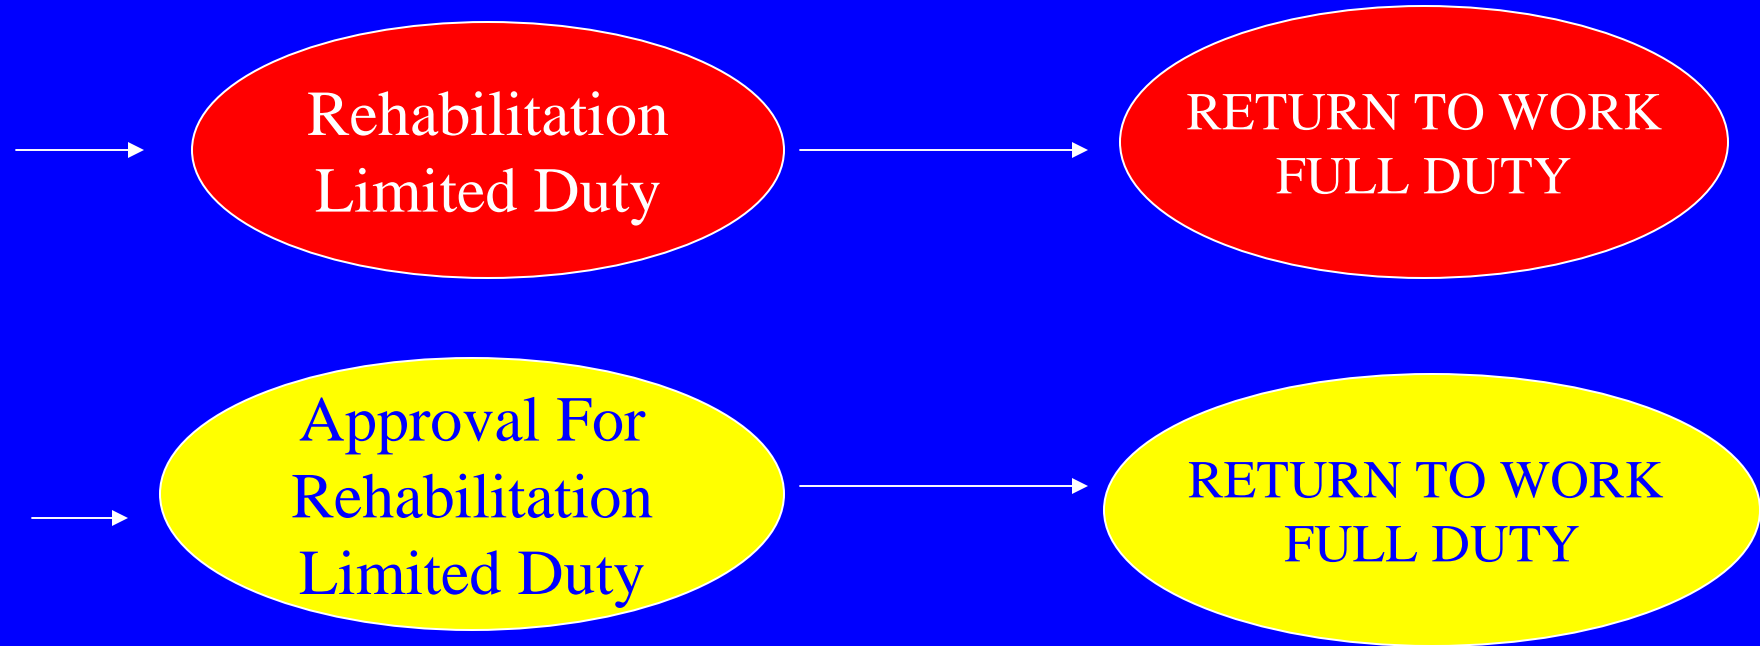 Rehabilitation
Limited Duty
RETURN TO WORK
FULL DUTY
Approval For
Rehabilitation
Limited Duty
RETURN TO WORK
FULL DUTY